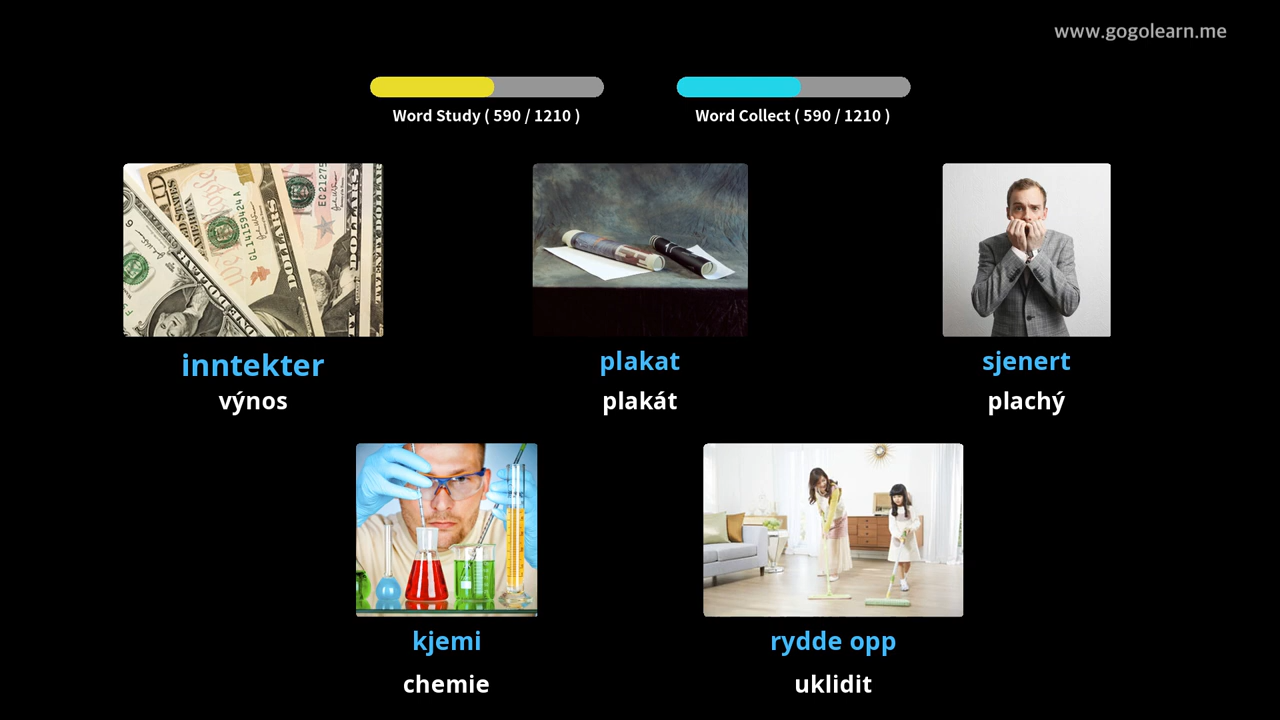 www.gogolearn.me
Word Study ( 590 / 1210 )
Word Collect ( 590 / 1210 )
inntekter
výnos
plakat
plakát
sjenert
plachý
kjemi
chemie
rydde opp
uklidit